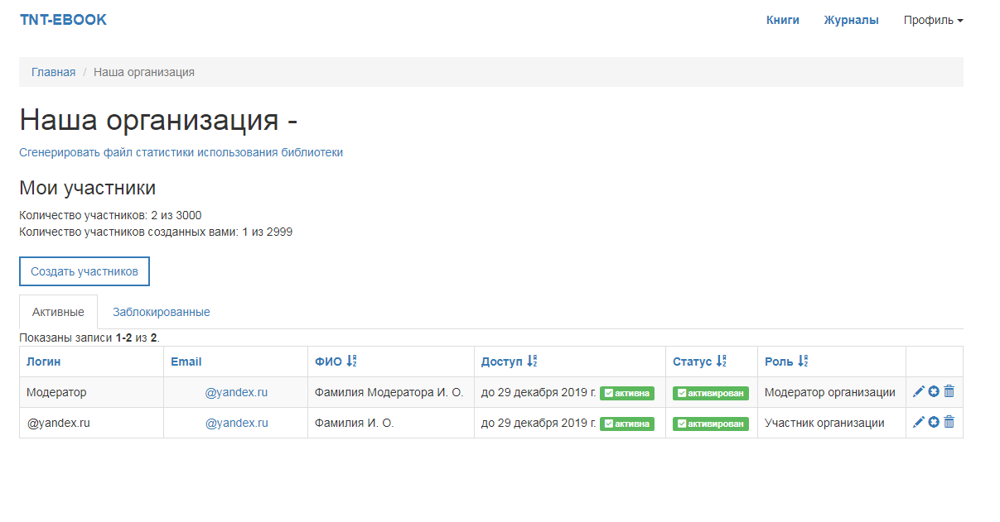 TNT-EBOOK Книги Журналы Профиль
Главная / Наша организация
Наша организация -
Сгенерировать файл статистики использования библиотеки
Мои участники
Количество участников: 2 из 3000
Количество участников созданных вами: 1 из 2999
Создать участников
Активные Заблокированные
Показаны записи 1-2 из 2.
Логин Email ФИО Доступ Статус Роль
Модератор @yandex.ru Фамилия Модератора И. О. до 29 декабря 2019 г. активна активирован Модератор организации
@yandex.ru @yandex.ru Фамилия И. О. до 29 декабря 2019 г. активна активирован Участник организации